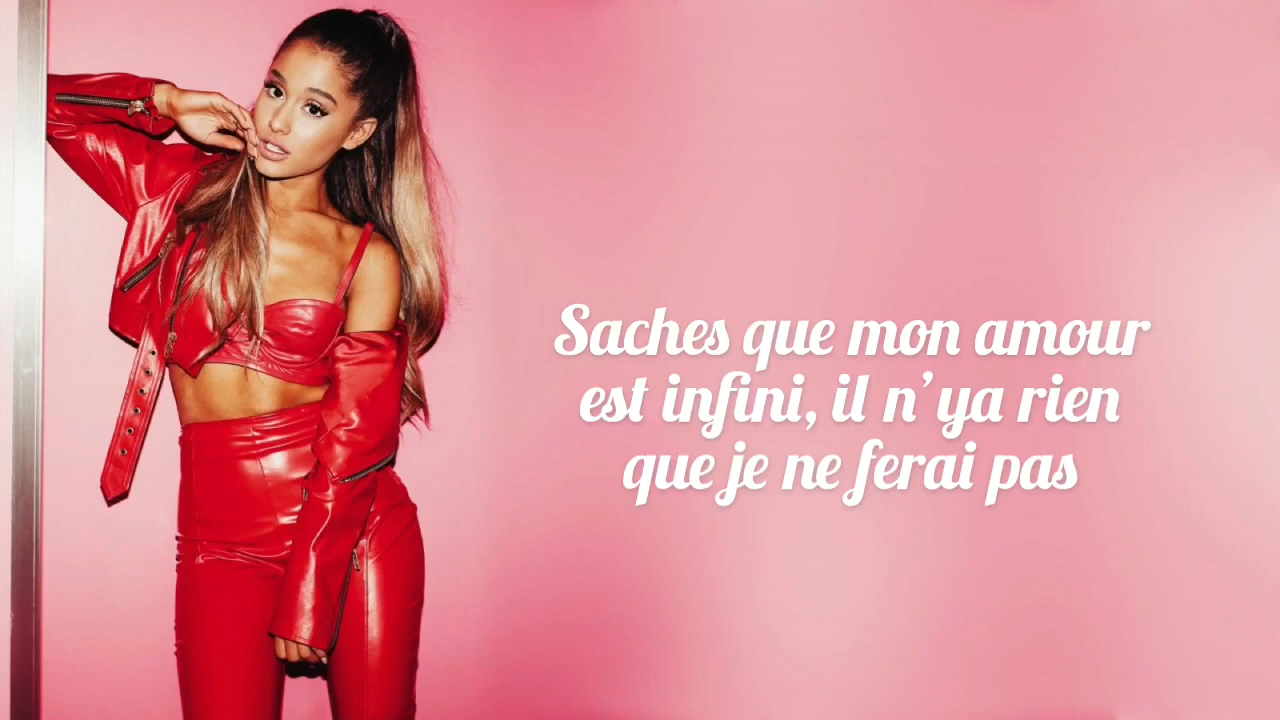 Saches que mon amour
est infini, il n’ya rien
que je ne ferai pas